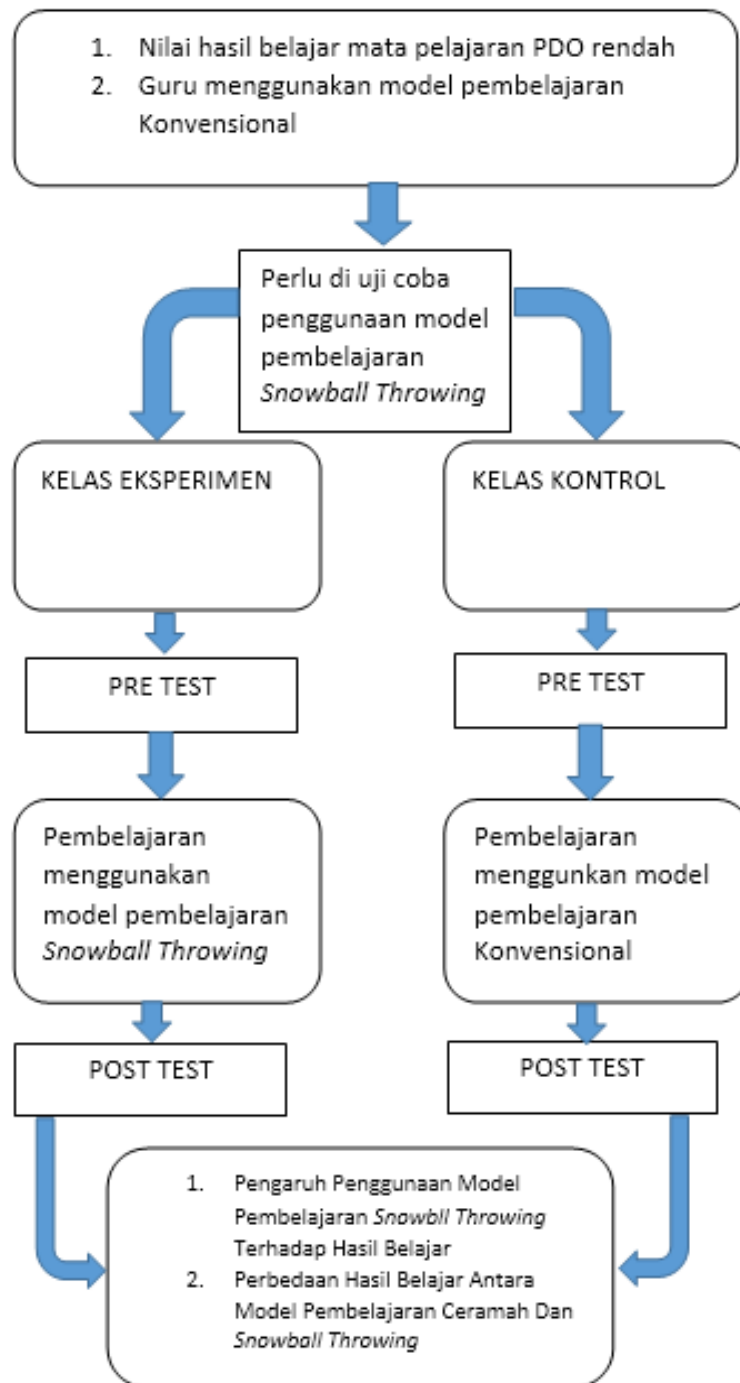 1. Nilai hasil belajar mata pelajaran PDO rendah
2. Guru menggunakan model pembelajaran
Konvensional
Perlu di uji coba
penggunaan model
pembelajaran
Snowball Throwing
KELAS EKSPERIMEN
KELAS KONTROL
PRE TEST
PRE TEST
Pembelajaran
menggunakan
model pembelajaran
Snowball Throwing
Pembelajaran
menggunkan model
pembelajaran
Konvensional
POST TEST
POST TEST
1. Pengaruh Penggunaan Model
Pembelajaran Snowbll Throwing
Terhadap Hasil Belajar
2. Perbedaan Hasil Belajar Antara
Model Pembelajaran Ceramah Dan
Snowball Throwing